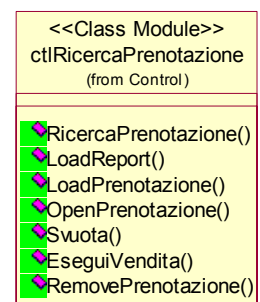 <<Class Module>>
ctlRicercaPrenotazione
(from Control)
RicercaPrenotazione()
LoadReport()
LoadPrenotazione()
OpenPrenotazione()
Svuota()
EseguiVendita()
RemovePrenotazione()